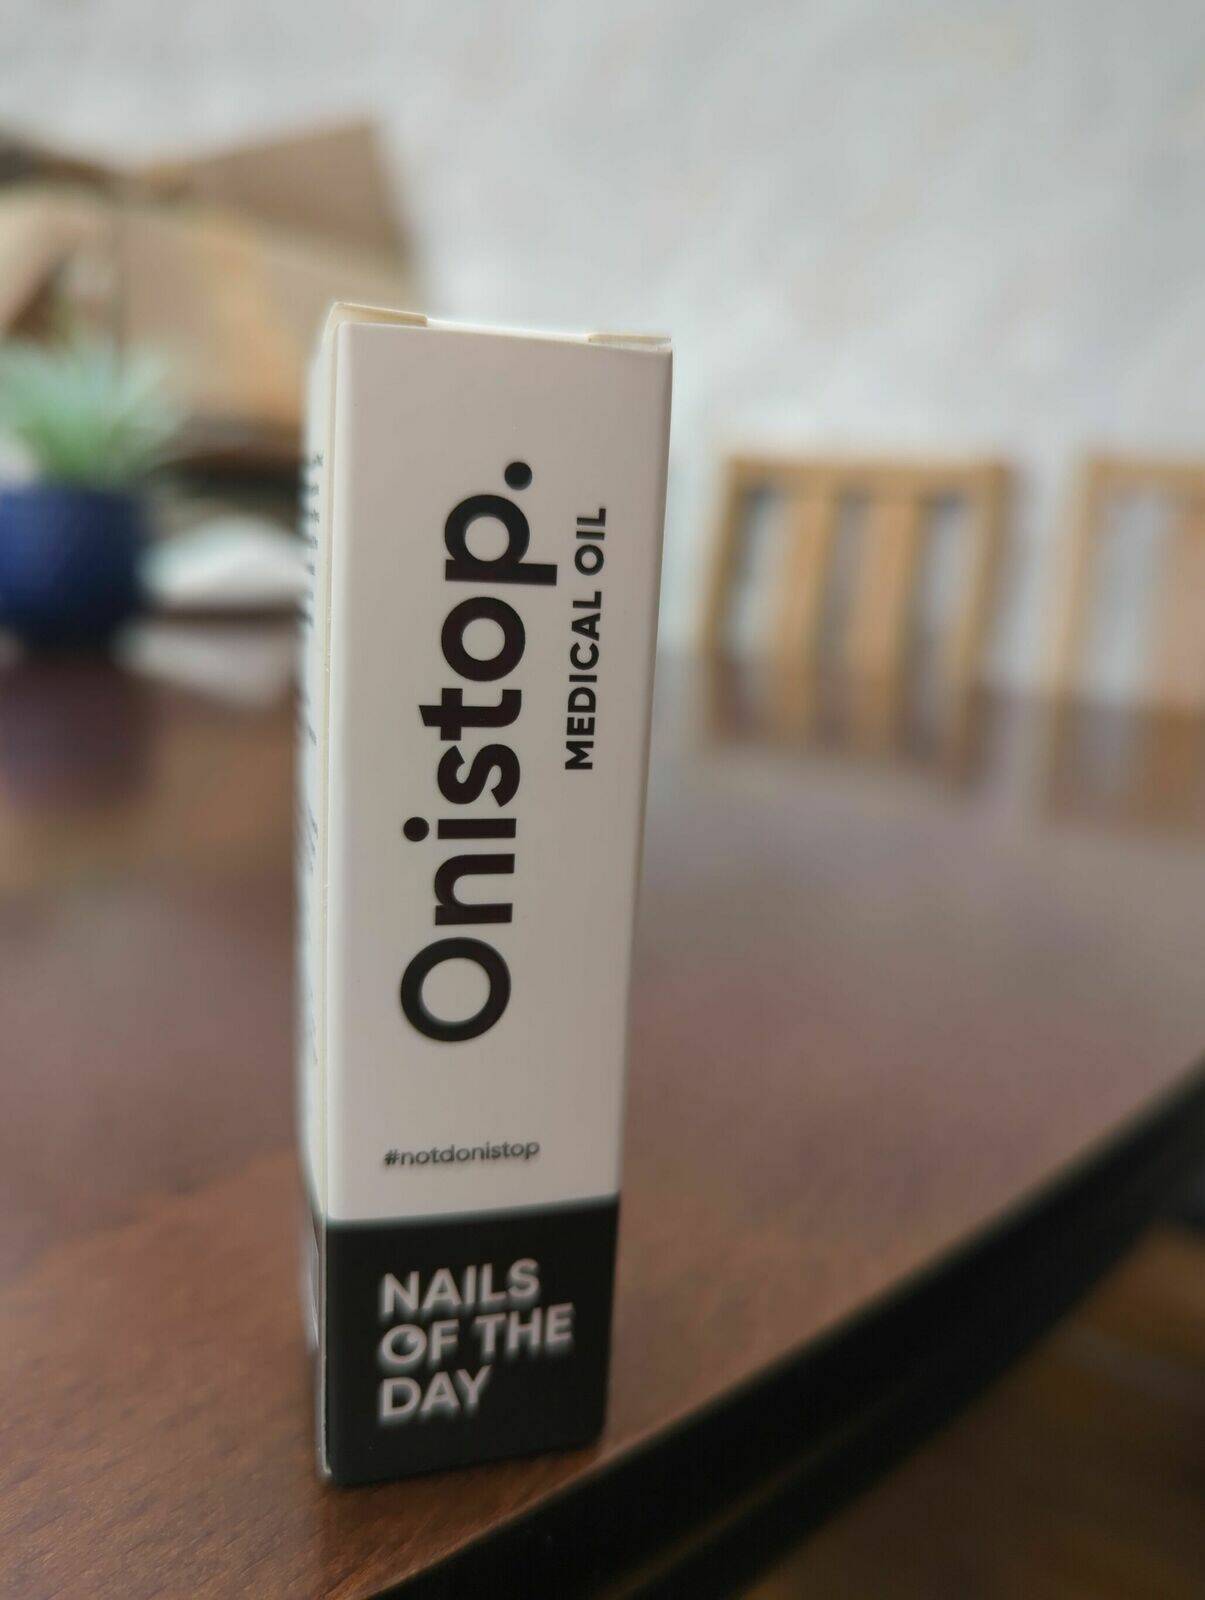 Onistop.
MEDICAL OIL
#notdonistop
NAILS
OF THE
DAY